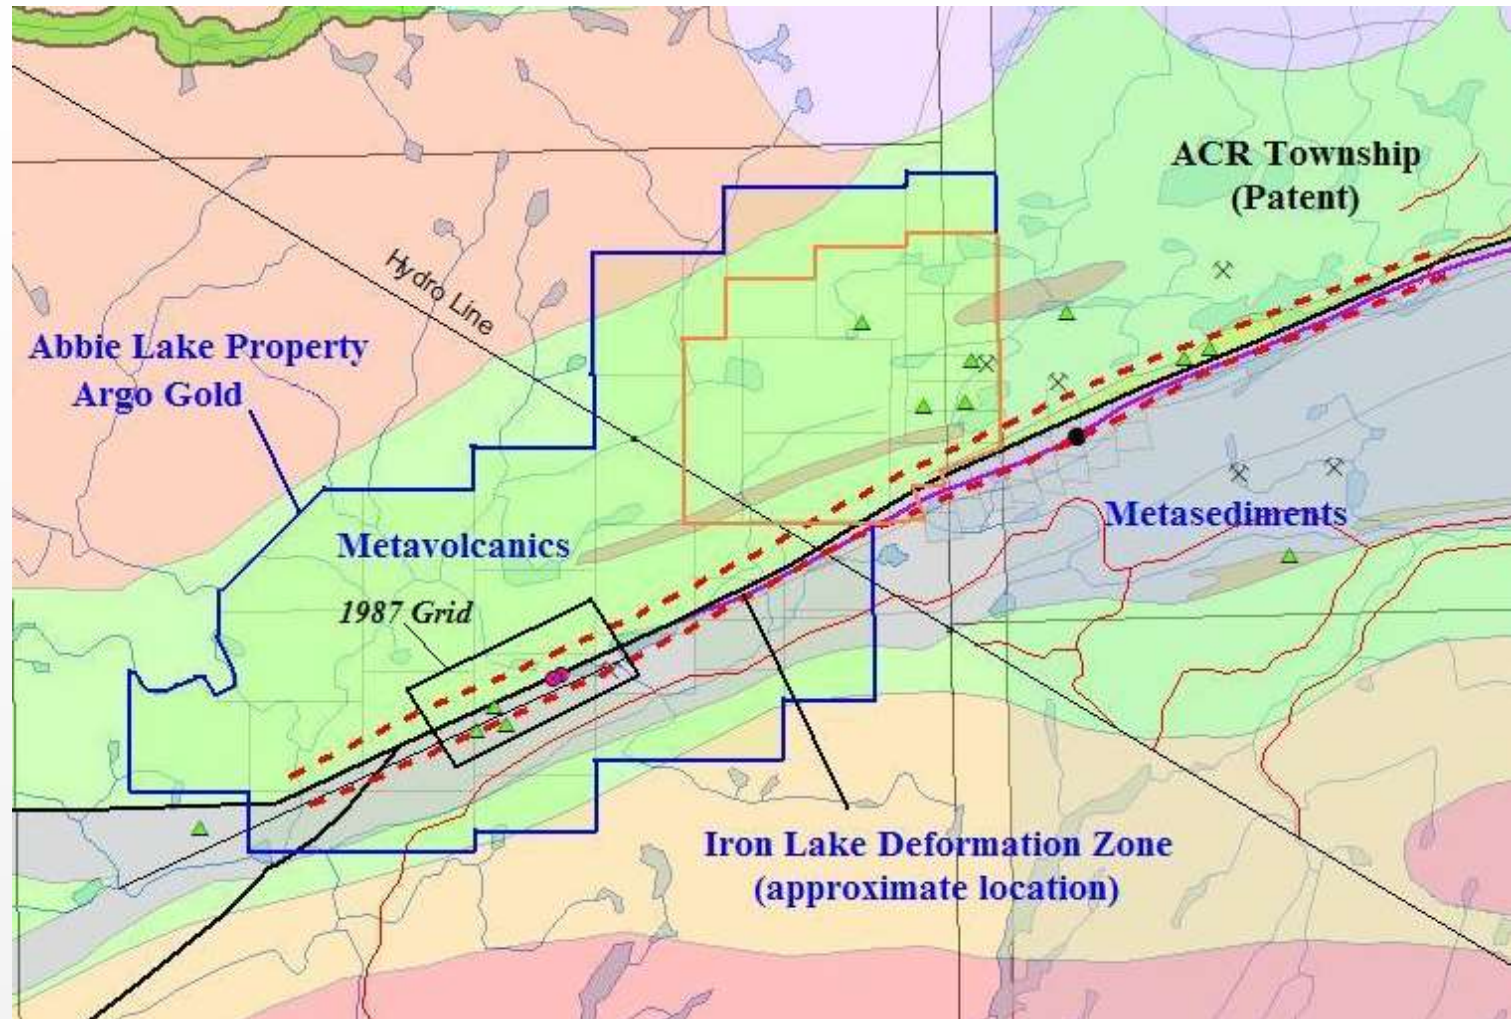 ACR Township
(Patent)
Hydro Line
Abbie Lake Property
Argo Gold
Metasediments
Metavolcanics
1987 Grid
Iron Lake Deformation Zone
(approximate location)